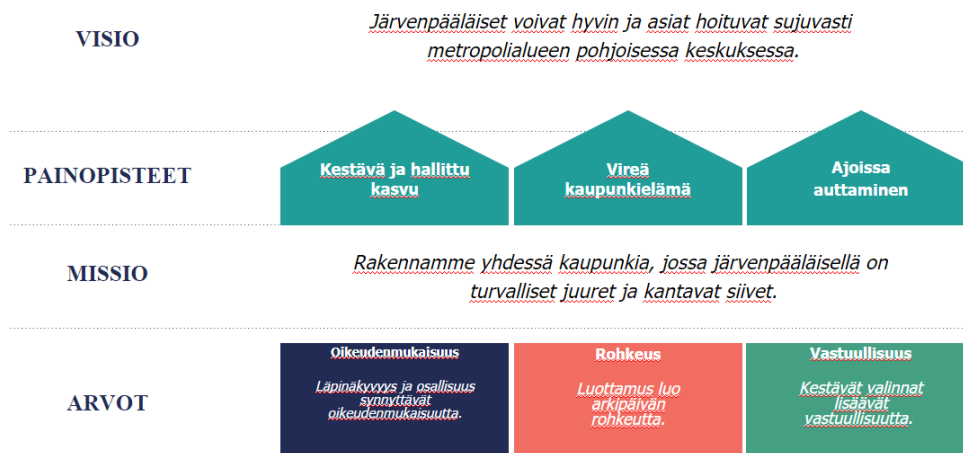 VISIO
Järvenpääläiset voivat hyvin ja asiat hoituvat sujuvasti
metropolialueen pohjoisessa keskuksessa.
PAINOPISTEET
Kestävä ja hallittu
kasvu
Vireä
kaupunkielämä
Ajoissa
auttaminen
MISSIO
Rakennamme yhdessä kaupunkia, jossa järvenpääläisellä on
turvalliset juuret ja kantavat siivet.
ARVOT
Oikeudenmukaisuus
Läpinäkyvyys ja osallisuus
synnyttävät
oikeudenmukaisuutta.
Rohkeus
Luottamus luo
arkipäivän
rohkeutta.
Vastuullisuus
Kestävät valinnat
lisäävät
vastuullisuutta.